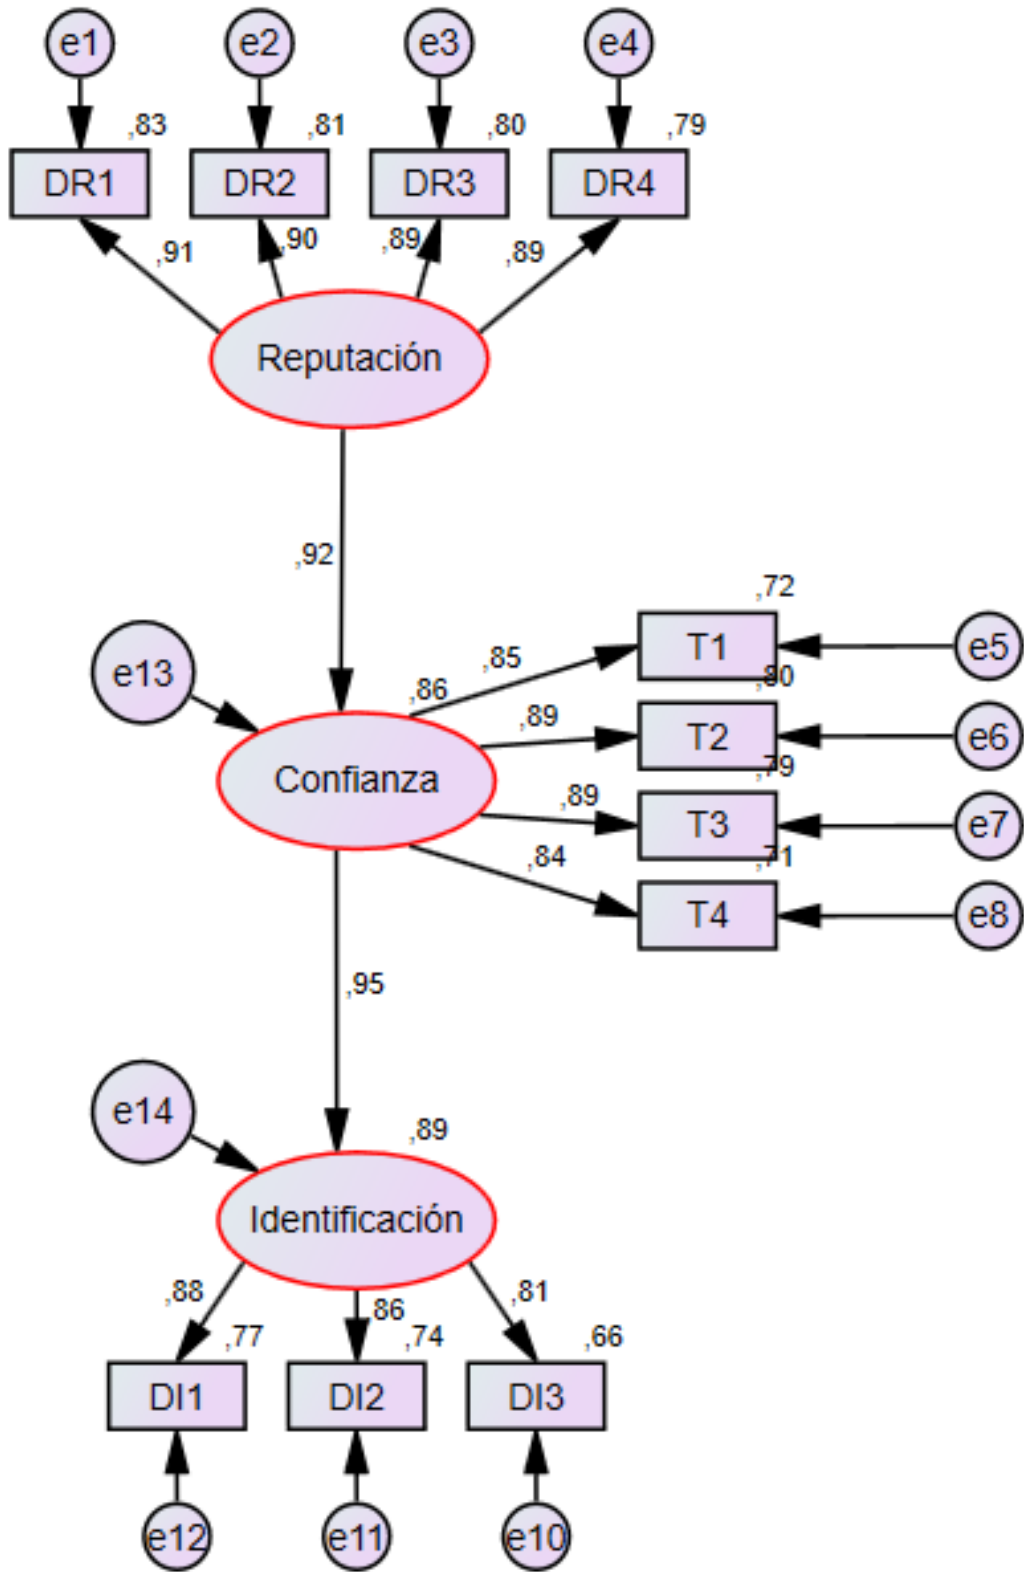 e1 e2 e3 e4
,83 ,81 ,80 ,79
DR1 DR2 DR3 DR4
,91 ,90 ,89 ,89
Reputación
,92
,72
T1 e5
e13 ,86 ,85
,80
,89 T2 e6
Confianza
,79
,89 T3 e7
,84 ,71
T4 e8
,95
e14 ,89
Identificación
,88 86 ,81
,77 ,74 ,66
DI1 DI2 DI3
e12 e11 e10